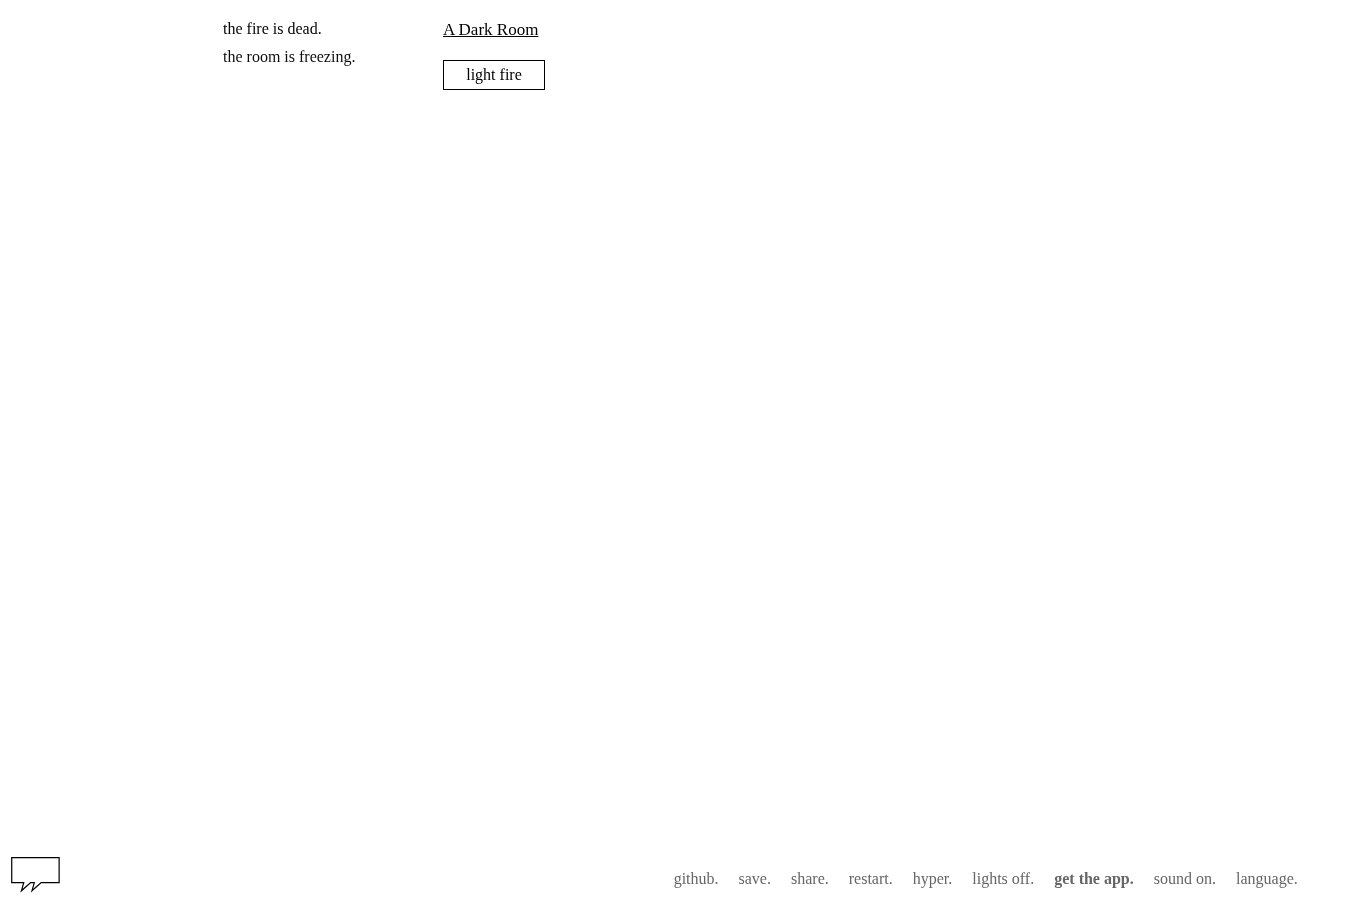 the fire is dead.
the room is freezing.
A Dark Room
light fire
github. save. share. restart. hyper. lights off. get the app. sound on. language.